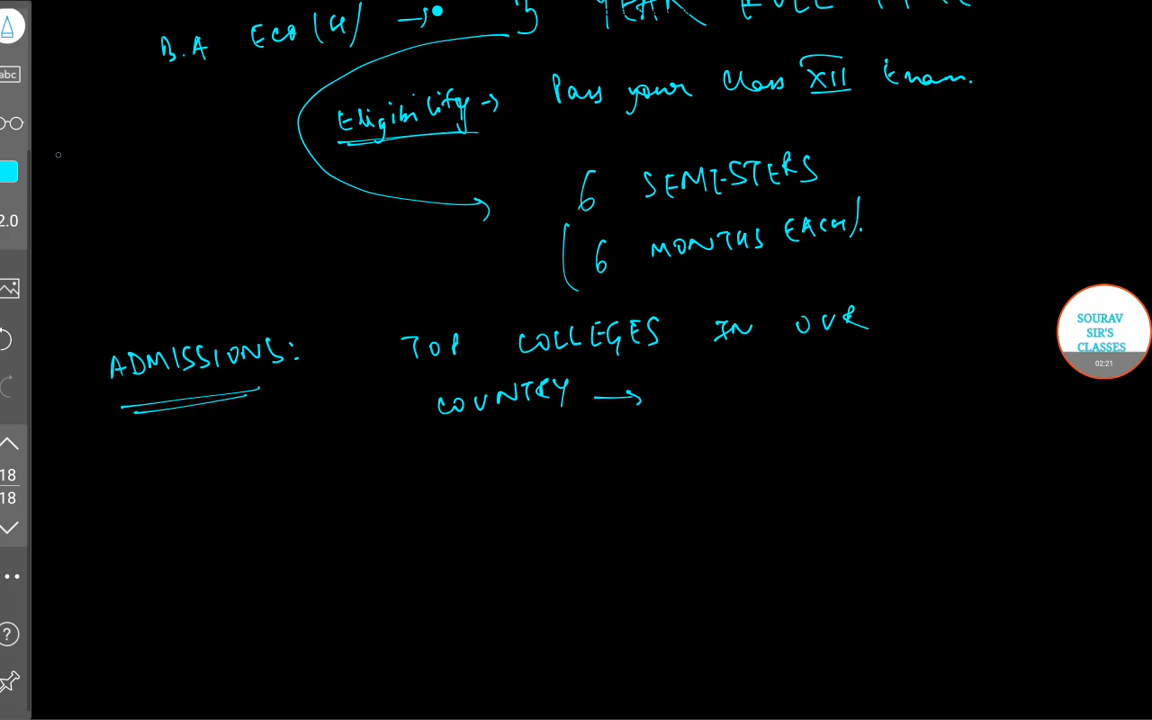 B.A Eco (H) → 3 YEAR FULL TIME
Eligibility → Pass your Class XII Exam.
6 SEMESTERS
(6 MONTHS EACH).
ADMISSIONS: TOP COLLEGES IN OUR
COUNTRY →
abc
2.0
18
18
?
SOURAV
SIR'S
CLASSES
02:21